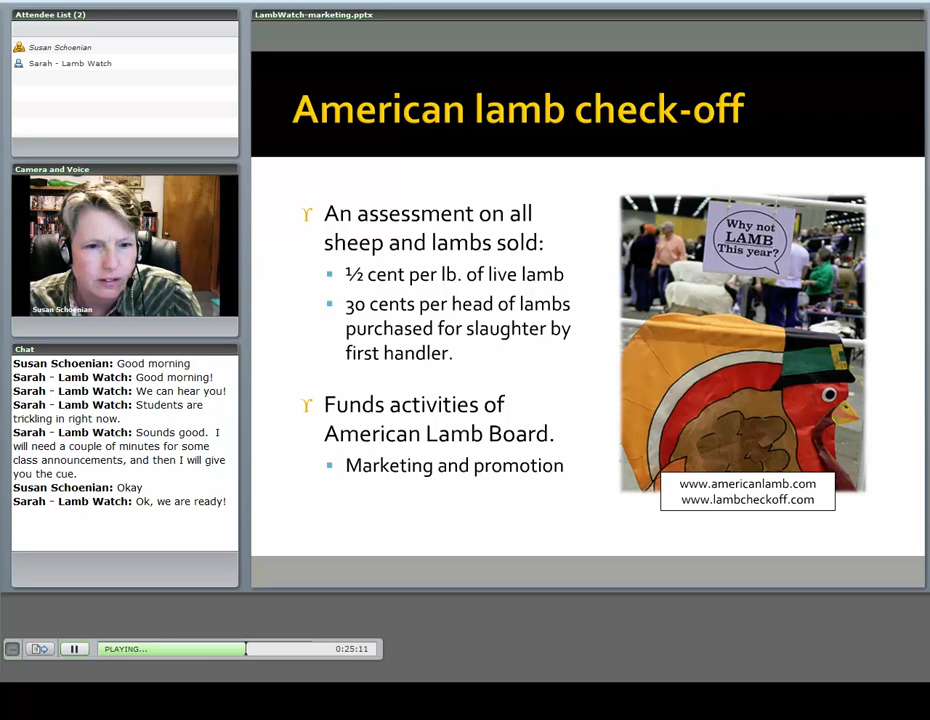 Attendee List (2)
Susan Schoenian
Sarah - Lamb Watch
Camera and Voice
Susan Schoenian
Chat
Susan Schoenian: Good morning
Sarah - Lamb Watch: Good morning!
Sarah - Lamb Watch: We can hear you!
Sarah - Lamb Watch: Students are
trickling in right now.
Sarah - Lamb Watch: Sounds good.  I
will need a couple of minutes for some
class announcements, and then I will give
you the cue.
Susan Schoenian: Okay
Sarah - Lamb Watch: Ok, we are ready!
LambWatch-marketing.pptx
American lamb check-off
An assessment on all
sheep and lambs sold:
½ cent per lb. of live lamb
30 cents per head of lambs
purchased for slaughter by
first handler.
Funds activities of
American Lamb Board.
Marketing and promotion
Why not
LAMB
This year?
www.americanlamb.com
www.lambcheckoff.com
PLAYING...
0:25:11